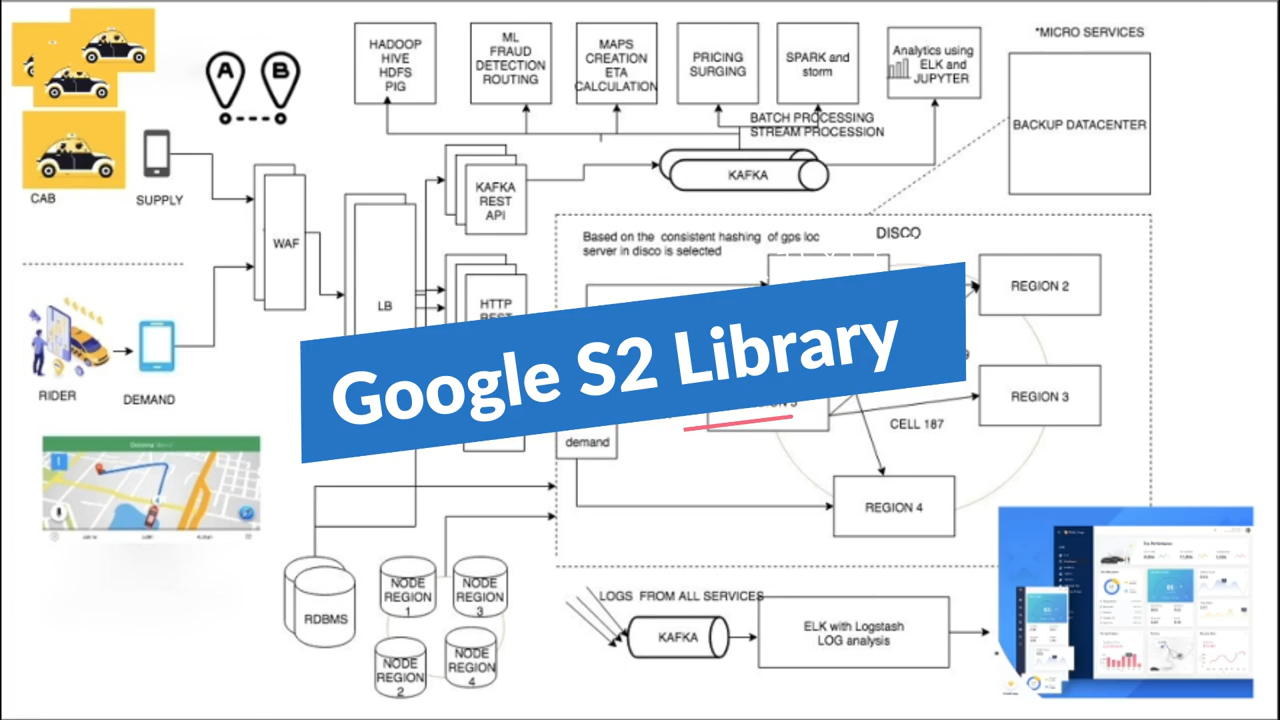 HADOOP
HIVE
HDFS
PIG
ML
FRAUD
DETECTION
ROUTING
MAPS
CREATION
ETA
CALCULATION
PRICING
SURGING
SPARK and
storm
Analytics using
ELK and
JUPYTER
*MICRO SERVICES
A
B
BATCH PROCESSING
STREAM PROCESSION
BACKUP DATACENTER
CAB
SUPPLY
KAFKA
REST
API
KAFKA
WAF
Based on the consistent hashing of gps loc
server in disco is selected
DISCO
LB
HTTP
REGION 2
Google S2 Library
RIDER
DEMAND
REGION 3
CELL 187
demand
REGION 4
RDBMS
NODE
REGION
1
NODE
REGION
3
NODE
REGION
2
NODE
REGION
4
LOGS FROM ALL SERVICES
KAFKA
ELK with Logstash
LOG analysis